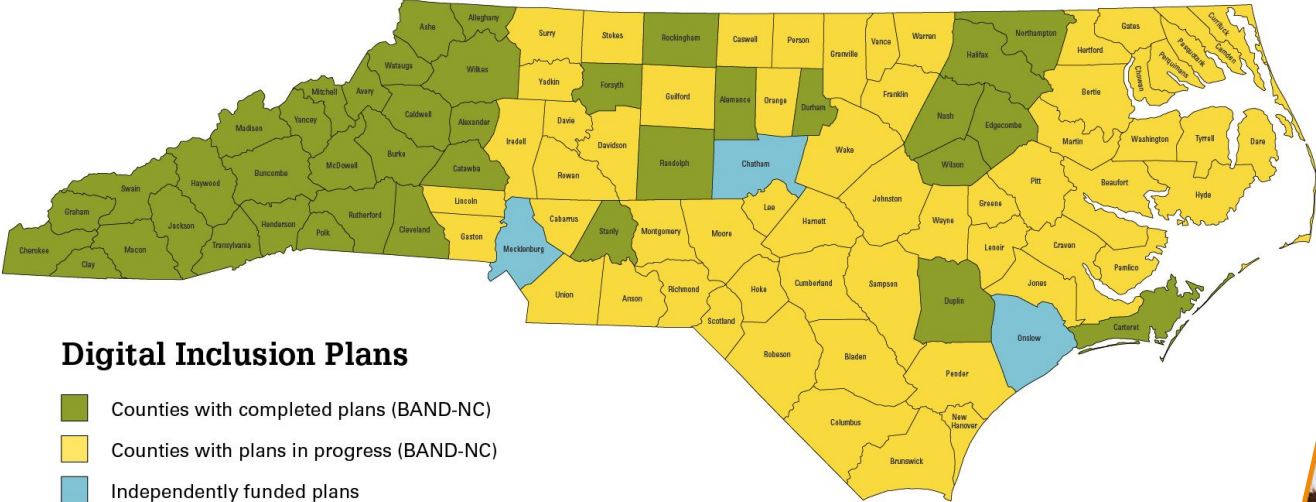 Ashe
Alleghany
Surry
Stokes
Rockingham
Caswell
Person
Granville
Vance
Warren
Halifax
Northampton
Hertford
Gates
Currituck
Camden
Pasquotank
Perquimans
Chowan
Bertie
Watauga
Wilkes
Yadkin
Forsyth
Guilford
Alamance
Orange
Durham
Franklin
Nash
Edgecombe
Martin
Washington
Tyrrell
Dare
Mitchell
Avery
Yancey
Madison
Caldwell
Alexander
Iredell
Davie
Davidson
Randolph
Chatham
Wake
Wilson
Pitt
Beaufort
Hyde
Swain
Haywood
Buncombe
McDowell
Burke
Catawba
Rowan
Lincoln
Johnston
Wayne
Greene
Graham
Jackson
Henderson
Polk
Rutherford
Cleveland
Gaston
Mecklenburg
Cabarrus
Stanly
Montgomery
Moore
Lee
Harnett
Lenoir
Craven
Pamlico
Cherokee
Clay
Macon
Transylvania
Union
Anson
Richmond
Scotland
Hoke
Cumberland
Sampson
Duplin
Jones
Onslow
Carteret
Robeson
Bladen
Pender
Columbus
New
Hanover
Brunswick
Digital Inclusion Plans
Counties with completed plans (BAND-NC)
Counties with plans in progress (BAND-NC)
Independently funded plans